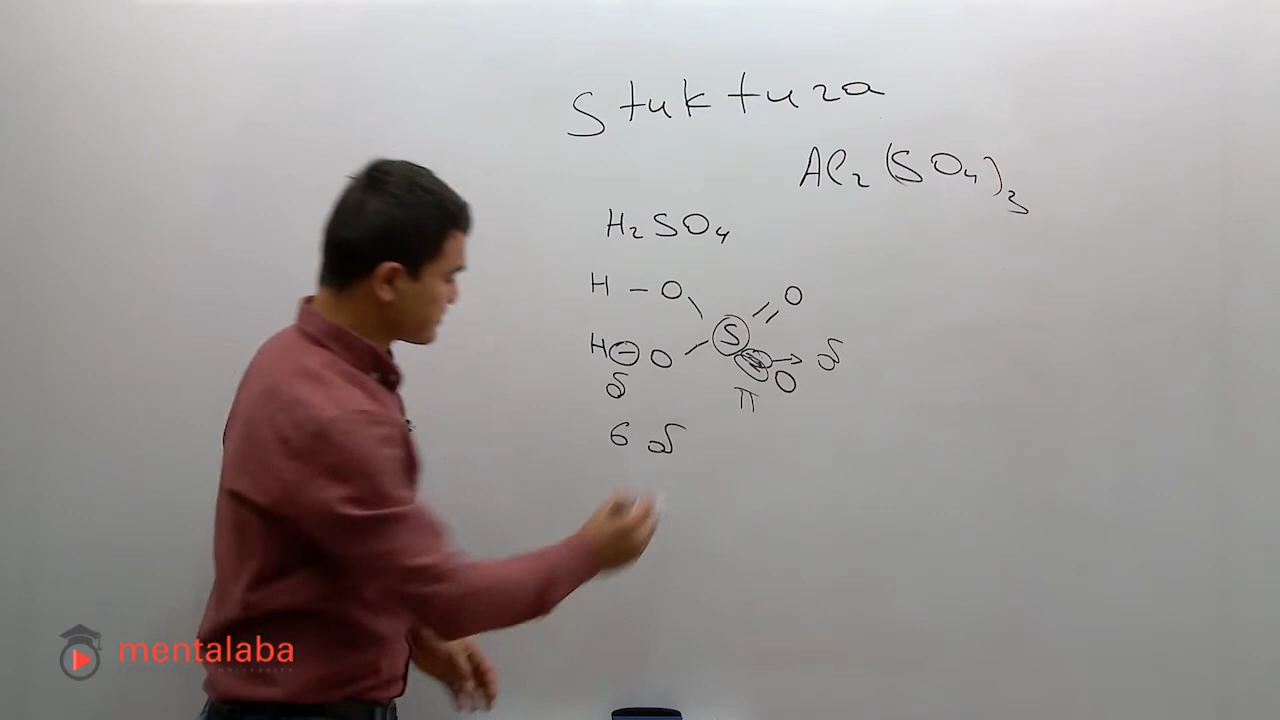 Stuktura
Al₂(SO₄)₃
H₂SO₄
H – O \ S // O
H – O / S = O → δ
δ π
6 δ
mentalaba